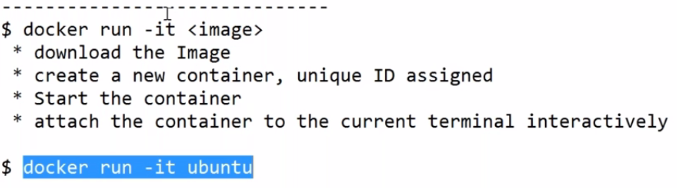 ------------------------------
$ docker run -it <image>
* download the Image
* create a new container, unique ID assigned
* Start the container
* attach the container to the current terminal interactively
$ docker run -it ubuntu